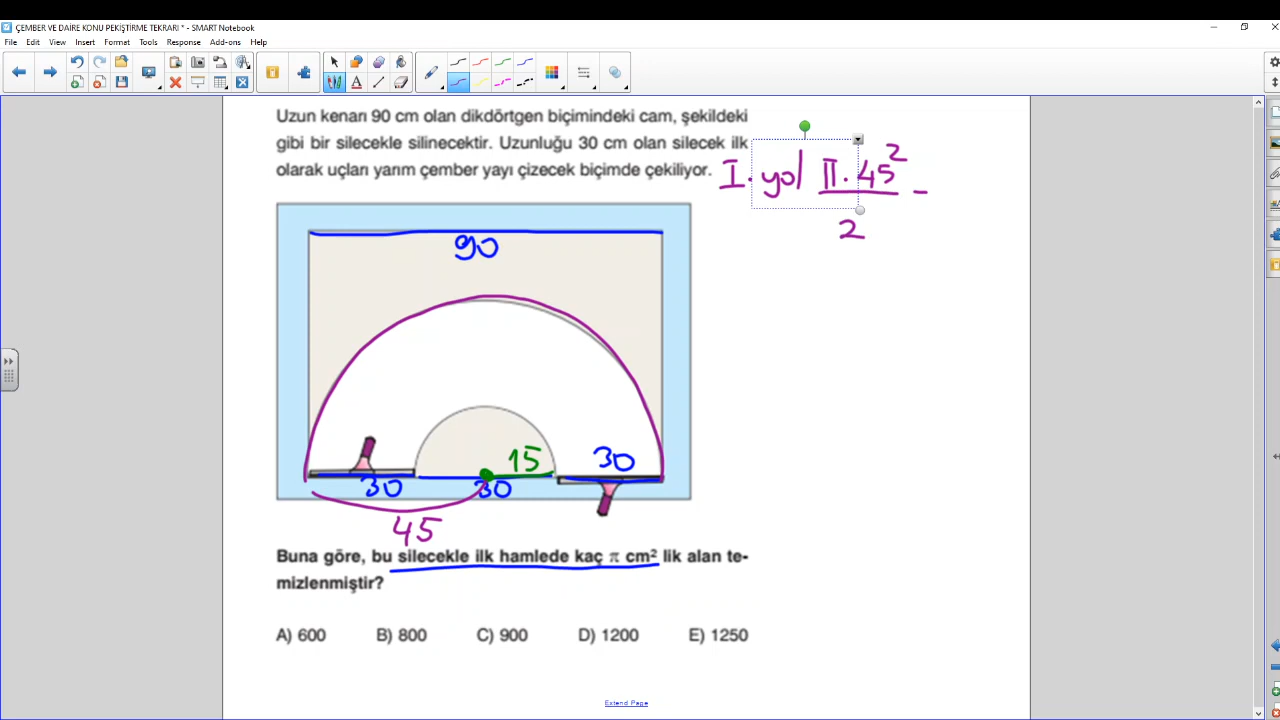 ÇEMBER VE DAİRE KONU PEKİŞTİRME TEKRARI * - SMART Notebook
File Edit View Insert Format Tools Response Add-ons Help
Uzun kenarı 90 cm olan dikdörtgen biçimindeki cam, şekildeki
gibi bir silecekle silinecektir. Uzunluğu 30 cm olan silecek ilk
olarak uçları yarım çember yayı çizecek biçimde çekiliyor.
I. yol π · 45² −
2
90
15
30
30
30
45
Buna göre, bu silecekle ilk hamlede kaç π cm² lik alan te-
mizlenmiştir?
A) 600 B) 800 C) 900 D) 1200 E) 1250
Extend Page